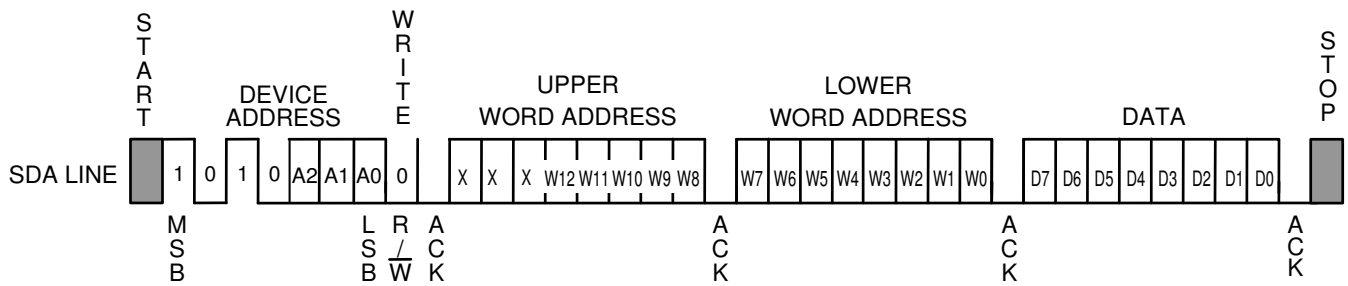 START
WRITE
STOP
DEVICE
ADDRESS
UPPER
WORD ADDRESS
LOWER
WORD ADDRESS
DATA
SDA LINE 1 0 1 0 A2 A1 A0 0 X X X W12 W11 W10 W9 W8 W7 W6 W5 W4 W3 W2 W1 W0 D7 D6 D5 D4 D3 D2 D1 D0
MSB
LSB
R/W
ACK
ACK
ACK
ACK